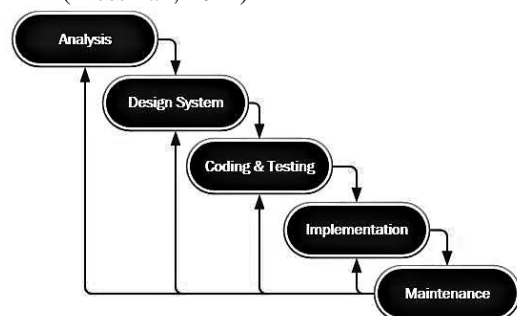 Analysis
Design System
Coding & Testing
Implementation
Maintenance